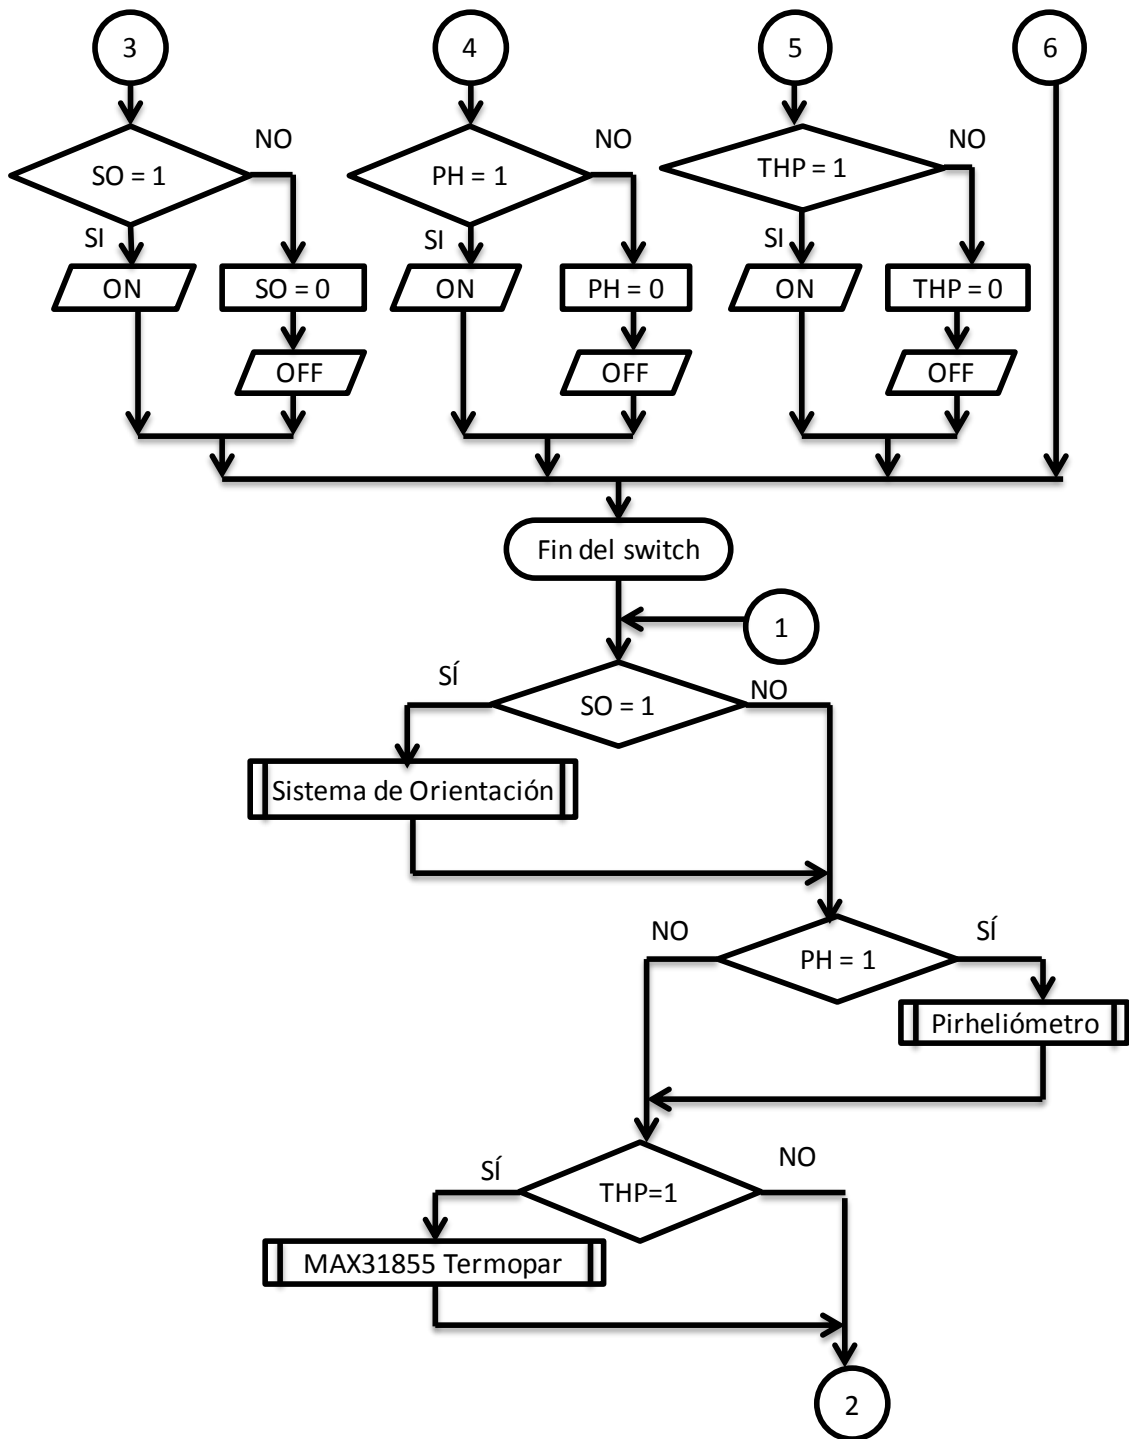 3
4
5
6
NO
NO
NO
SO = 1
PH = 1
THP = 1
SI
SI
SI
ON
SO = 0
ON
PH = 0
ON
THP = 0
OFF
OFF
OFF
Fin del switch
1
SÍ
NO
SO = 1
Sistema de Orientación
NO
SÍ
PH = 1
Pirheliómetro
SÍ
NO
THP=1
MAX31855 Termopar
2